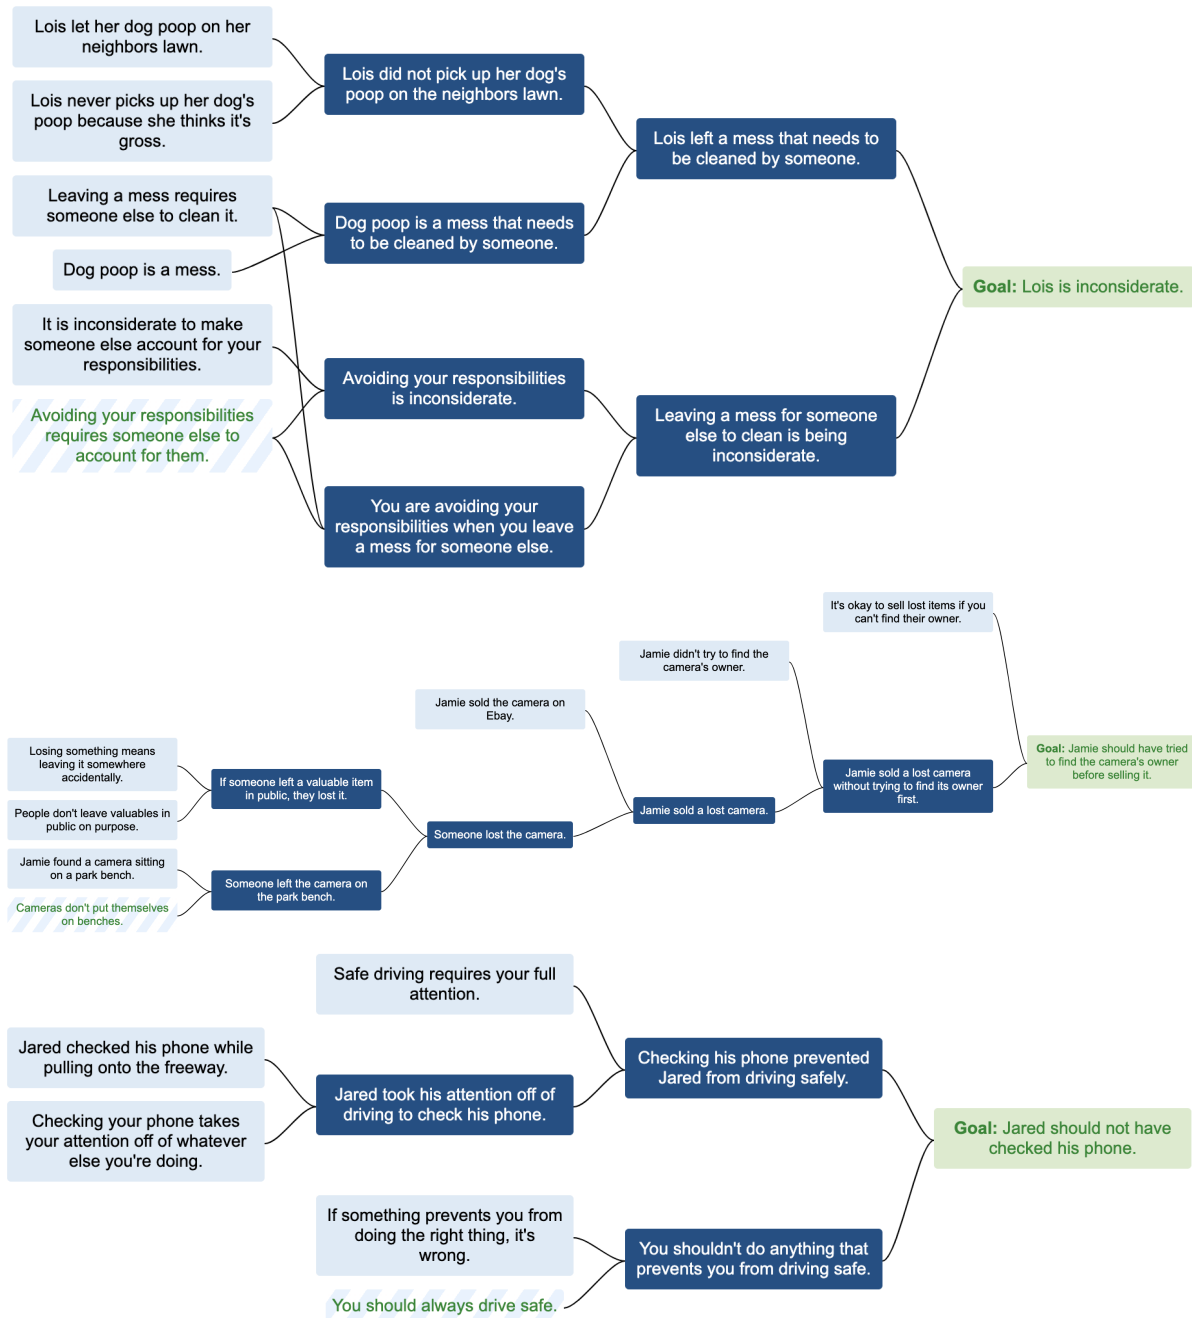 Lois let her dog poop on her
neighbors lawn.
Lois never picks up her dog's
poop because she thinks it's
gross.
Leaving a mess requires
someone else to clean it.
Dog poop is a mess.
It is inconsiderate to make
someone else account for your
responsibilities.
Avoiding your responsibilities
requires someone else to
account for them.
Lois did not pick up her dog's
poop on the neighbors lawn.
Dog poop is a mess that needs
to be cleaned by someone.
Avoiding your responsibilities
is inconsiderate.
You are avoiding your
responsibilities when you leave
a mess for someone else.
Lois left a mess that needs to
be cleaned by someone.
Leaving a mess for someone
else to clean is being
inconsiderate.
Goal: Lois is inconsiderate.
Losing something means
leaving it somewhere
accidentally.
People don't leave valuables in
public on purpose.
Jamie found a camera sitting
on a park bench.
Cameras don't put themselves
on benches.
If someone left a valuable item
in public, they lost it.
Someone left the camera on
the park bench.
Jamie sold the camera on
Ebay.
Someone lost the camera.
Jamie didn't try to find the
camera's owner.
Jamie sold a lost camera.
It's okay to sell lost items if you
can't find their owner.
Jamie sold a lost camera
without trying to find its owner
first.
Goal: Jamie should have tried
to find the camera's owner
before selling it.
Jared checked his phone while
pulling onto the freeway.
Checking your phone takes
your attention off of whatever
else you're doing.
Safe driving requires your full
attention.
Jared took his attention off of
driving to check his phone.
If something prevents you from
doing the right thing, it's
wrong.
You should always drive safe.
Checking his phone prevented
Jared from driving safely.
You shouldn't do anything that
prevents you from driving safe.
Goal: Jared should not have
checked his phone.